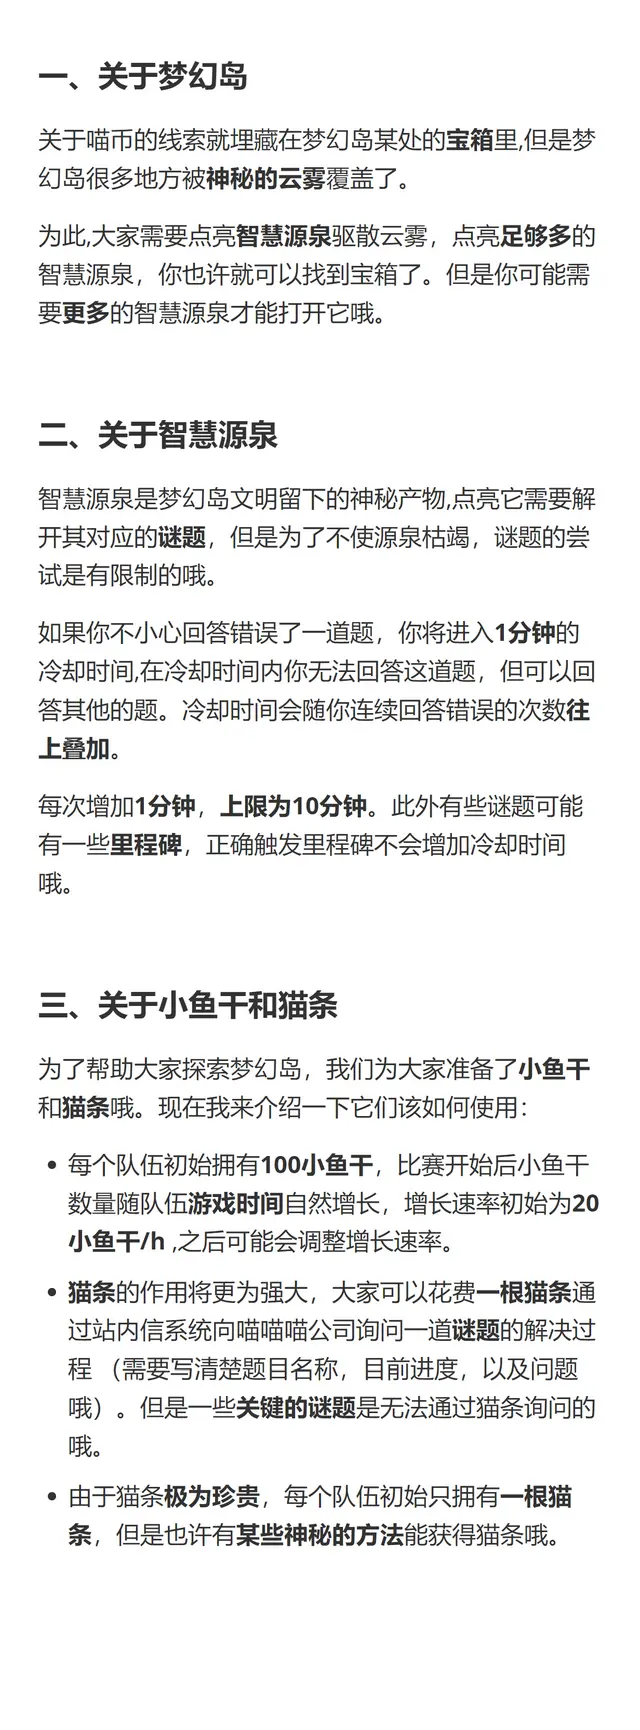 一、关于梦幻岛
关于喵币的线索就埋藏在梦幻岛某处的宝箱里,但是梦
幻岛很多地方被神秘的云雾覆盖了。
为此,大家需要点亮智慧源泉驱散云雾，点亮足够多的
智慧源泉，你也许就可以找到宝箱了。但是你可能需
要更多的智慧源泉才能打开它哦。
二、关于智慧源泉
智慧源泉是梦幻岛文明留下的神秘产物,点亮它需要解
开其对应的谜题，但是为了不使源泉枯竭，谜题的尝
试是有限制的哦。
如果你不小心回答错误了一道题，你将进入1分钟的
冷却时间,在冷却时间内你无法回答这道题，但可以回
答其他的题。冷却时间会随你连续回答错误的次数往
上叠加。
每次增加1分钟，上限为10分钟。此外有些谜题可能
有一些里程碑，正确触发里程碑不会增加冷却时间
哦。
三、关于小鱼干和猫条
为了帮助大家探索梦幻岛，我们为大家准备了小鱼干
和猫条哦。现在我来介绍一下它们该如何使用：
• 每个队伍初始拥有100小鱼干，比赛开始后小鱼干
数量随队伍游戏时间自然增长，增长速率初始为20
小鱼干/h ,之后可能会调整增长速率。
• 猫条的作用将更为强大，大家可以花费一根猫条通
过站内信系统向喵喵喵公司询问一道谜题的解决过
程 （需要写清楚题目名称，目前进度，以及问题
哦）。但是一些关键的谜题是无法通过猫条询问的
哦。
• 由于猫条极为珍贵，每个队伍初始只拥有一根猫
条，但是也许有某些神秘的方法能获得猫条哦。